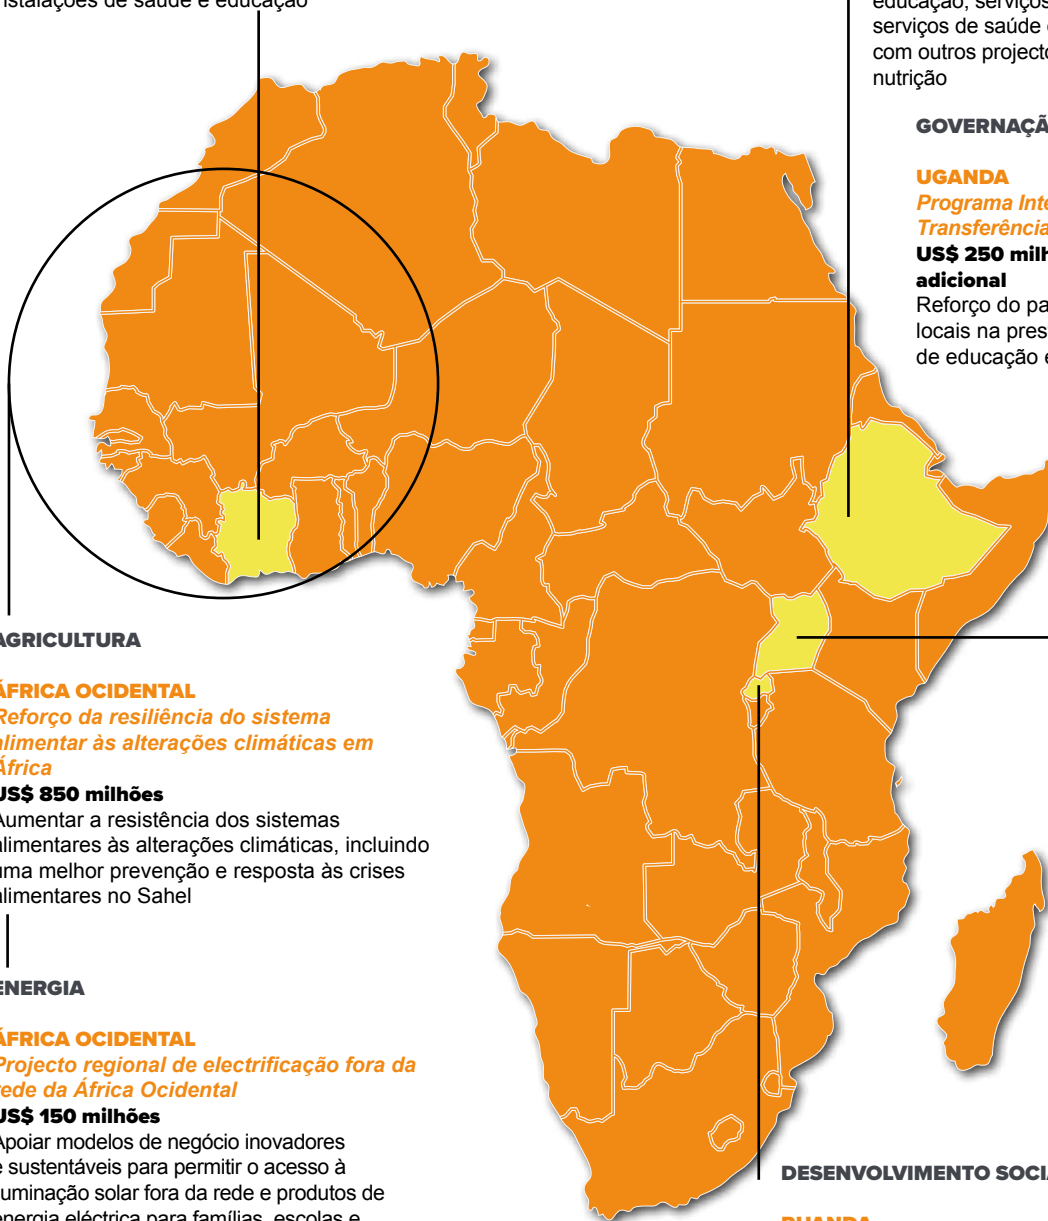 instalações de saúde e educação
educação, serviços
serviços de saúde
com outros projecto
nutrição
GOVERNAÇÃ
UGANDA
Programa Inte
Transferência
US$ 250 milh
adicional
Reforço do pa
locais na pres
de educação e
AGRICULTURA
ÁFRICA OCIDENTAL
Reforço da resiliência do sistema
alimentar às alterações climáticas em
África
US$ 850 milhões
Aumentar a resistência dos sistemas
alimentares às alterações climáticas, incluindo
uma melhor prevenção e resposta às crises
alimentares no Sahel
ENERGIA
ÁFRICA OCIDENTAL
Projecto regional de electrificação fora da
rede da África Ocidental
US$ 150 milhões
Apoiar modelos de negócio inovadores
e sustentáveis para permitir o acesso à
iluminação solar fora da rede e produtos de
energia eléctrica para famílias, escolas e
DESENVOLVIMENTO SOCIA
RUANDA